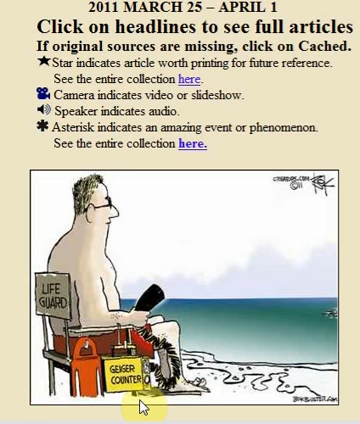 2011 MARCH 25 – APRIL 1
Click on headlines to see full articles
If original sources are missing, click on Cached.
Star indicates article worth printing for future reference.
See the entire collection here.
Camera indicates video or slideshow.
Speaker indicates audio.
Asterisk indicates an amazing event or phenomenon.
See the entire collection here.
CREATORS.COM
©11
LIFE
GUARD
GEIGER
COUNTER